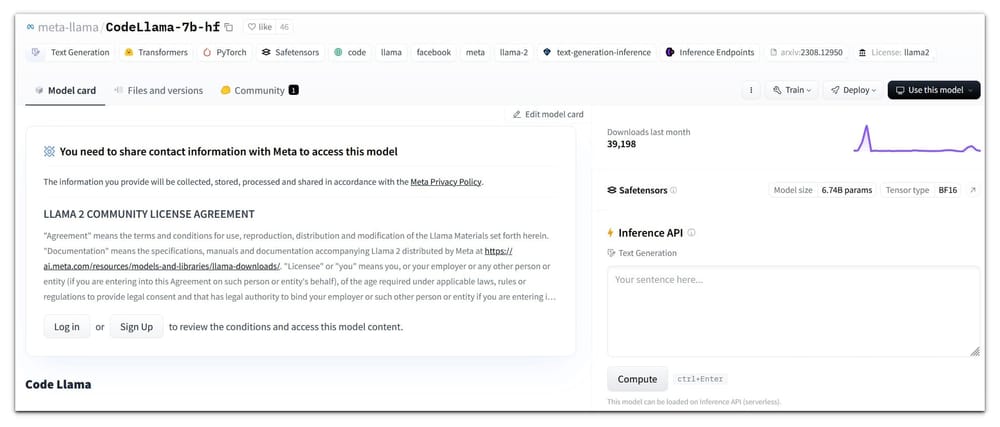 meta-llama/CodeLlama-7b-hf like 46
Text Generation Transformers PyTorch Safetensors code llama facebook meta llama-2 text-generation-inference Inference Endpoints arxiv:2308.12950 License: llama2
Model card Files and versions Community 1 Train Deploy Use this model
Edit model card
You need to share contact information with Meta to access this model
The information you provide will be collected, stored, processed and shared in accordance with the Meta Privacy Policy.
LLAMA 2 COMMUNITY LICENSE AGREEMENT
"Agreement" means the terms and conditions for use, reproduction, distribution and modification of the Llama Materials set forth herein.
"Documentation" means the specifications, manuals and documentation accompanying Llama 2 distributed by Meta at https://
ai.meta.com/resources/models-and-libraries/llama-downloads/. "Licensee" or "you" means you, or your employer or any other person or
entity (if you are entering into this Agreement on such person or entity's behalf), of the age required under applicable laws, rules or
regulations to provide legal consent and that has legal authority to bind your employer or such other person or entity if you are entering i...
Log in or Sign Up to review the conditions and access this model content.
Code Llama
Downloads last month
39,198
Safetensors Model size 6.74B params Tensor type BF16
Inference API
Text Generation
Your sentence here...
Compute ctrl+Enter
This model can be loaded on Inference API (serverless).